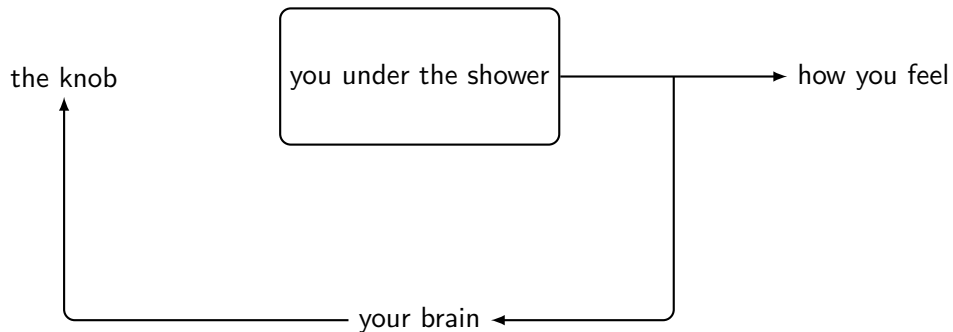 the knob
you under the shower
how you feel
your brain